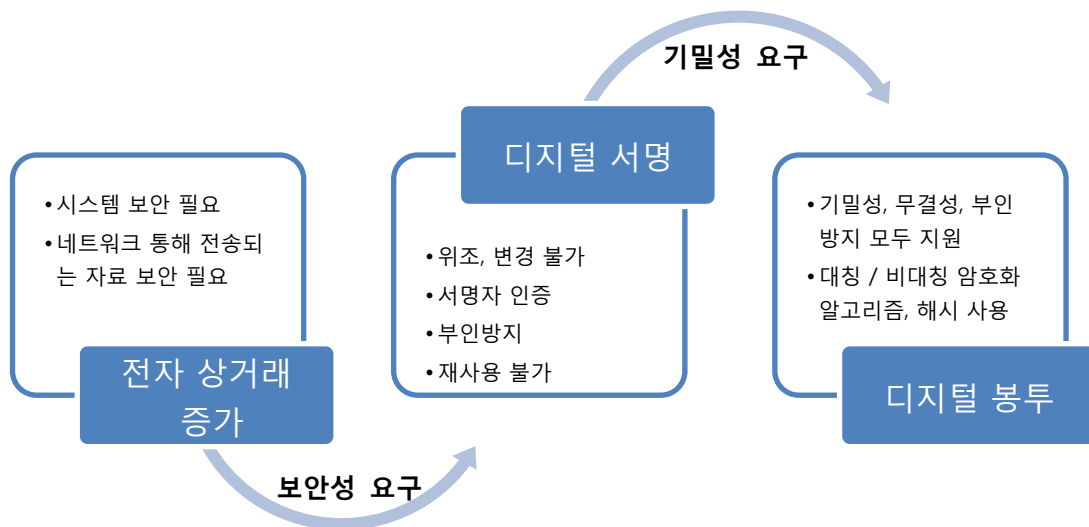 • 시스템 보안 필요
• 네트워크 통해 전송되
는 자료 보안 필요
전자 상거래
증가
보안성 요구
디지털 서명
• 위조, 변경 불가
• 서명자 인증
• 부인방지
• 재사용 불가
기밀성 요구
• 기밀성, 무결성, 부인
방지 모두 지원
• 대칭 / 비대칭 암호화
알고리즘, 해시 사용
디지털 봉투